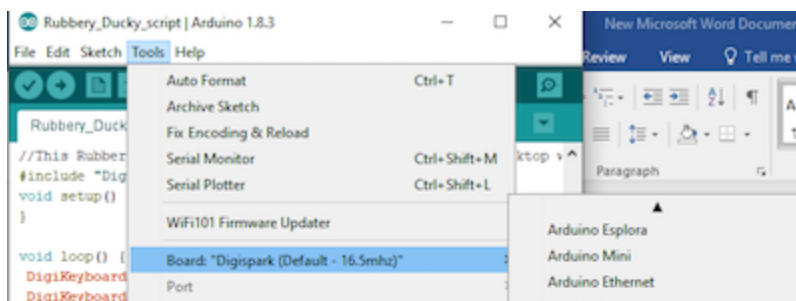 Rubbery_Ducky_script | Arduino 1.8.3
New Microsoft Word Documen
File Edit Sketch Tools Help
Review View Tell me
Auto Format Ctrl+T
Archive Sketch
Rubbery_Duck
Fix Encoding & Reload
//This Rubber
Serial Monitor Ctrl+Shift+M
ktop
#include "Dig
Serial Plotter Ctrl+Shift+L
Paragraph
void setup()
}
WiFi101 Firmware Updater
Arduino Esplora
void loop() {
Board: "Digispark (Default - 16.5mhz)"
Arduino Mini
DigiKeyboard
Port
Arduino Ethernet
DigiKeyboard